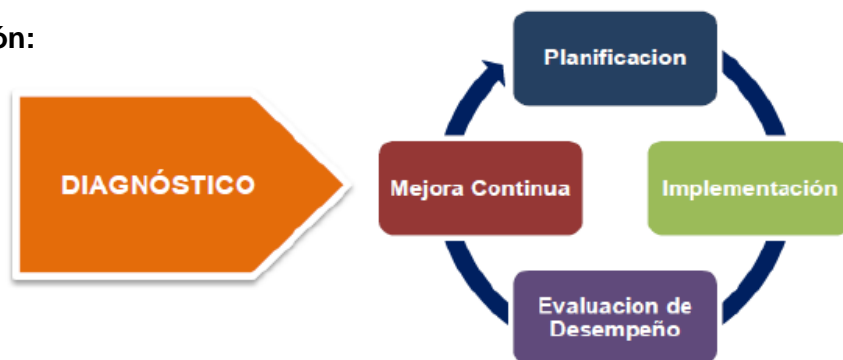 ón:
Planificacion
DIAGNÓSTICO
Mejora Continua
Implementación
Evaluacion de
Desempeño